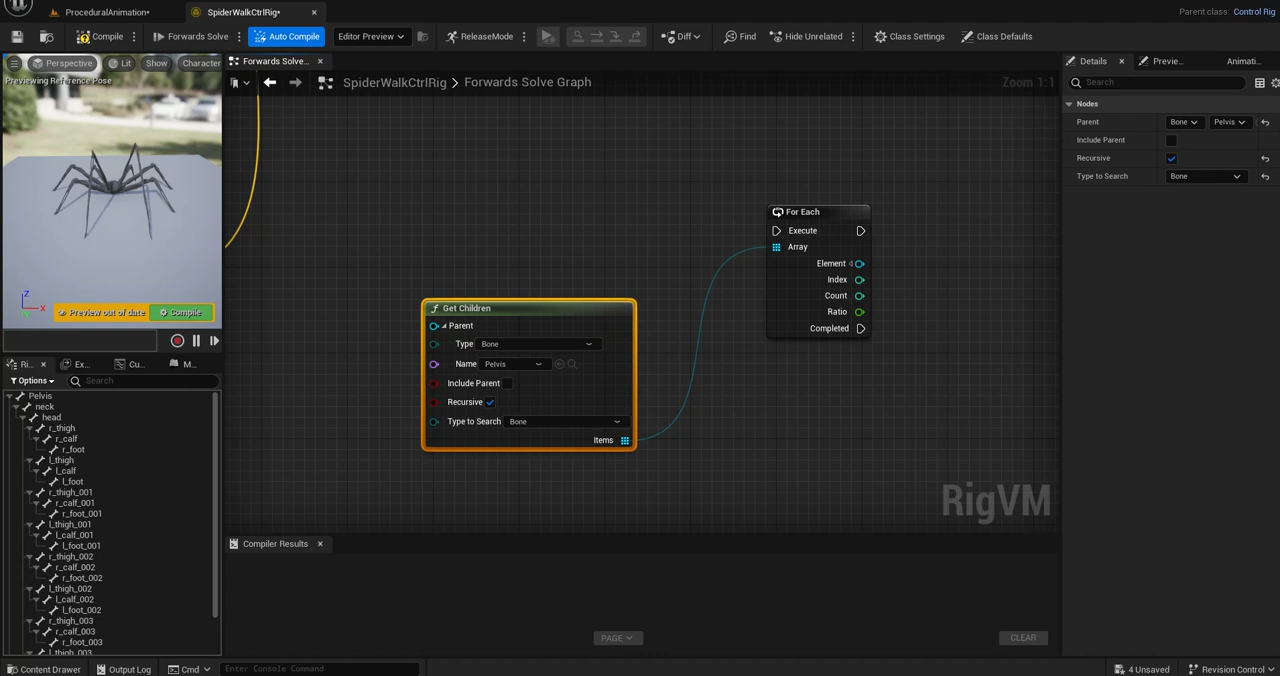 ProceduralAnimation*
SpiderWalkCtrlRig*
Parent class: Control Rig
Compile
Forwards Solve
Auto Compile
Editor Preview
ReleaseMode
Diff
Find
Hide Unrelated
Class Settings
Class Defaults
Perspective
Lit
Show
Character
Previewing Reference Pose
Z
X
Preview out of date
Compile
Forwards Solve...
SpiderWalkCtrlRig > Forwards Solve Graph
Zoom 1:1
For Each
Execute
Array
Element
Index
Count
Ratio
Completed
Get Children
Parent
Type Bone
Name Pelvis
Include Parent
Recursive
Type to Search Bone
Items
RigVM
Compiler Results
PAGE
CLEAR
Details
Previe...
Animati...
Search
Nodes
Parent Bone Pelvis
Include Parent
Recursive
Type to Search Bone
Ri...
Ex...
Cu...
M...
Options
Search
Pelvis
neck
head
r_thigh
r_calf
r_foot
l_thigh
l_calf
l_foot
r_thigh_001
r_calf_001
r_foot_001
l_thigh_001
l_calf_001
l_foot_001
r_thigh_002
r_calf_002
r_foot_002
l_thigh_002
l_calf_002
l_foot_002
r_thigh_003
r_calf_003
r_foot_003
l_thigh_003
Content Drawer
Output Log
Cmd
Enter Console Command
4 Unsaved
Revision Control